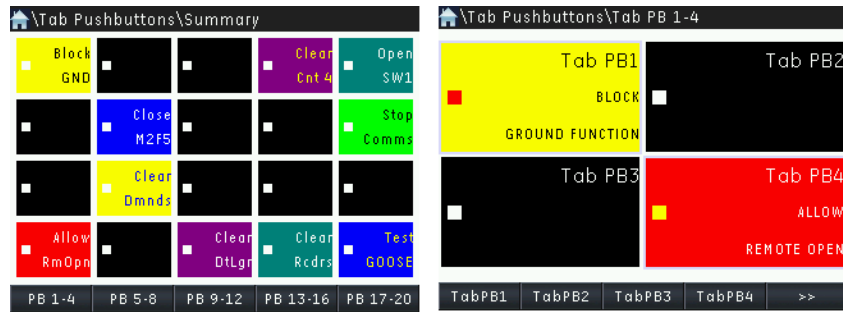 \Tab Pushbuttons\Summary
Block
GND
Clear
Cnt 4
Open
SW1
Close
M2F5
Stop
Comms
Clear
Dmnds
Allow
RmOpn
Clear
DtLgr
Clear
Rcdrs
Test
GOOSE
PB 1-4 PB 5-8 PB 9-12 PB 13-16 PB 17-20
\Tab Pushbuttons\Tab PB 1-4
Tab PB1
BLOCK
GROUND FUNCTION
Tab PB2
Tab PB3
Tab PB4
ALLOW
REMOTE OPEN
TabPB1 TabPB2 TabPB3 TabPB4 >>